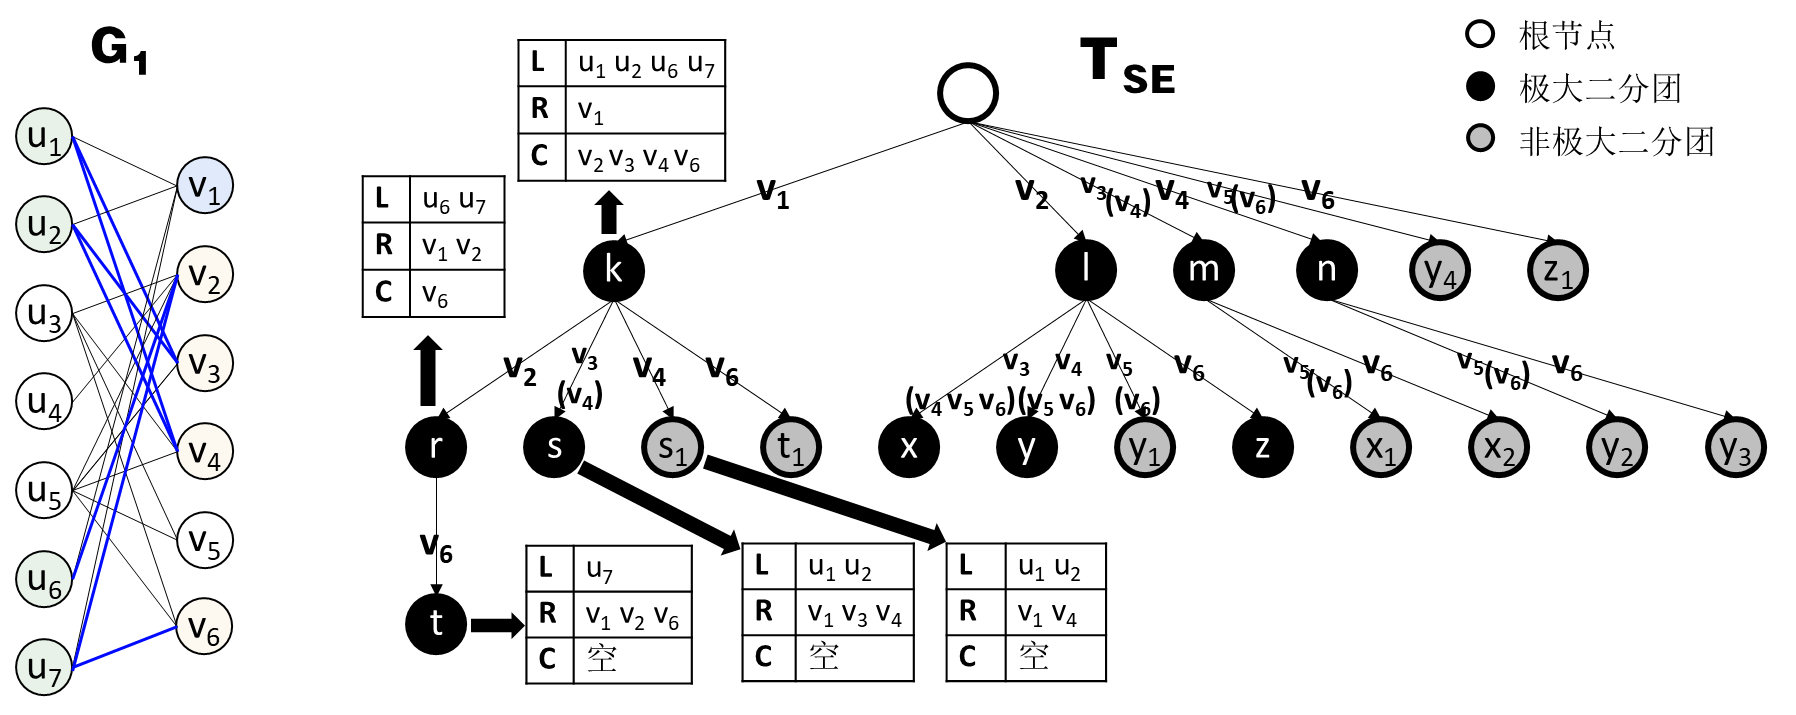 G1
TSE
根节点
极大二分团
非极大二分团
u1
u2
u3
u4
u5
u6
u7
v1
v2
v3
v4
v5
v6
L u1 u2 u6 u7
R v1
C v2 v3 v4 v6
L u6 u7
R v1 v2
C v6
v1
v2
v3
(v4)
v4
v5(v6)
v6
k
l
m
n
y4
z1
v2
v3
(v4)
v4
v6
v3
(v4 v5 v6)
v4
(v5 v6)
v5
(v6)
v6
v5(v6)
v6
v5(v6)
v6
r
s
s1
t1
x
y
y1
z
x1
x2
y2
y3
v6
t
L u7
R v1 v2 v6
C 空
L u1 u2
R v1 v3 v4
C 空
L u1 u2
R v1 v4
C 空